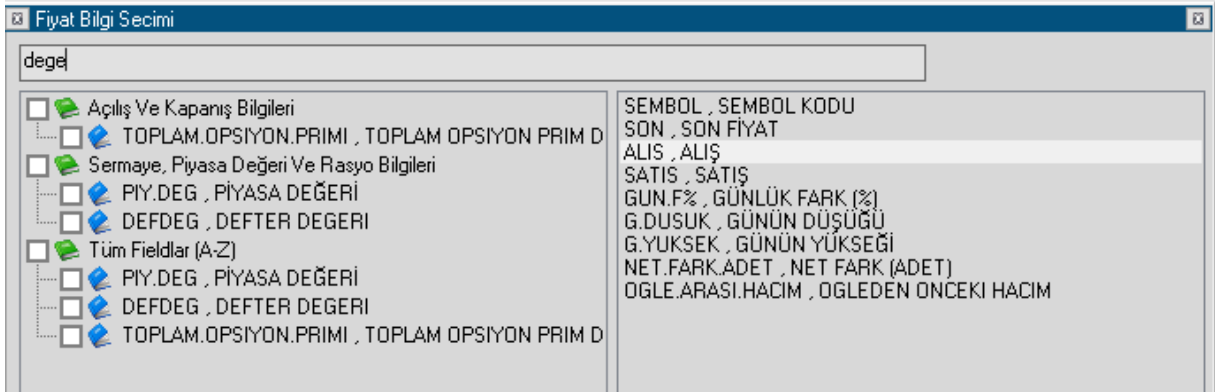 Fiyat Bilgi Secimi
dege
Açılış Ve Kapanış Bilgileri
TOPLAM.OPSIYON.PRIMI , TOPLAM OPSIYON PRIM D
Sermaye, Piyasa Değeri Ve Rasyo Bilgileri
PIY.DEG , PİYASA DEĞERİ
DEFDEG , DEFTER DEGERI
Tüm Fieldlar (A-Z)
PIY.DEG , PİYASA DEĞERİ
DEFDEG , DEFTER DEGERI
TOPLAM.OPSIYON.PRIMI , TOPLAM OPSIYON PRIM D
SEMBOL , SEMBOL KODU
SON , SON FİYAT
ALIS , ALIŞ
SATIS , SATIŞ
GUN.F% , GÜNLÜK FARK (%)
G.DUSUK , GÜNÜN DÜŞÜĞÜ
G.YUKSEK , GÜNÜN YÜKSEĞİ
NET.FARK.ADET , NET FARK (ADET)
OGLE.ARASI.HACIM , OGLEDEN ONCEKI HACIM